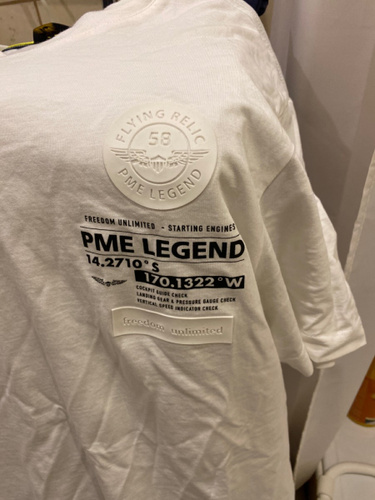 FLYING RELIC
58
PME LEGEND
FREEDOM UNLIMITED - STARTING ENGINES
PME LEGEND
14.2710°S
170.1322°W
COCKPIT GUIDE CHECK.
LANDING GEAR & PRESSURE GAUGE CHECK
VERTICAL SPEED INDICATOR CHECK.
freedom unlimited